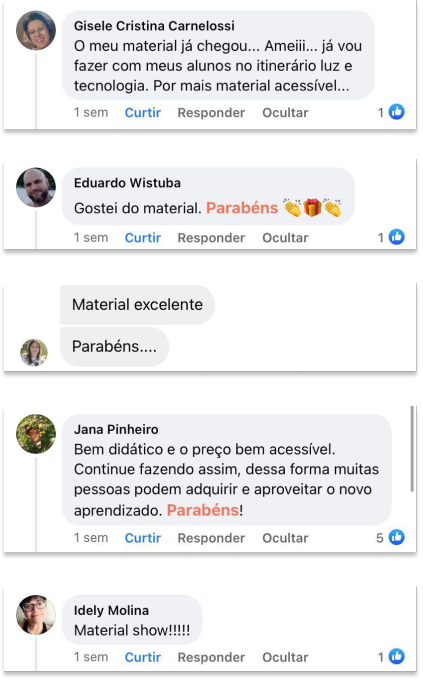 Gisele Cristina Carnelossi
O meu material já chegou... Ameiii... já vou
fazer com meus alunos no itinerário luz e
tecnologia. Por mais material acessível...
1 sem Curtir Responder Ocultar 1
Eduardo Wistuba
Gostei do material. Parabéns 👏🎁👏
1 sem Curtir Responder Ocultar 1
Material excelente
Parabéns....
Jana Pinheiro
Bem didático e o preço bem acessível.
Continue fazendo assim, dessa forma muitas
pessoas podem adquirir e aproveitar o novo
aprendizado. Parabéns!
1 sem Curtir Responder Ocultar 5
Idely Molina
Material show!!!!!
1 sem Curtir Responder Ocultar 1